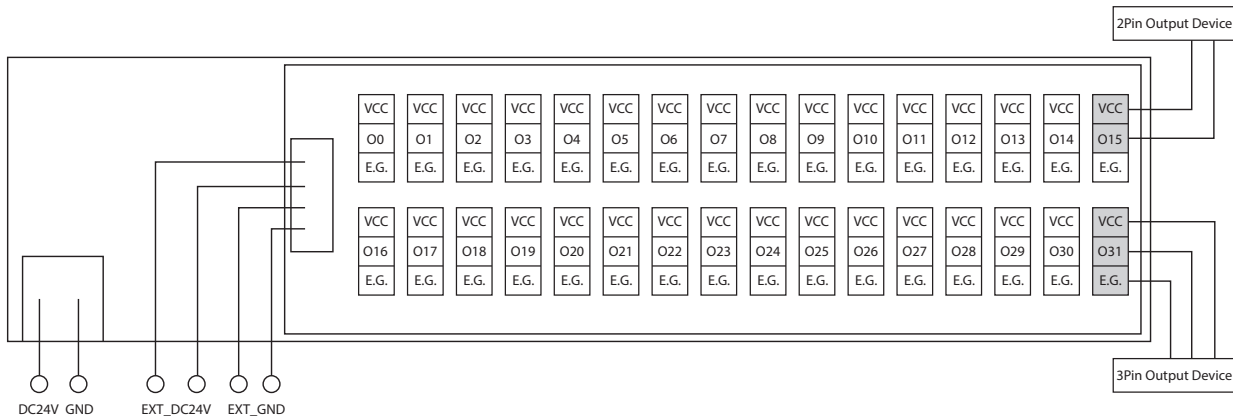 2Pin Output Device
VCC VCC VCC VCC VCC VCC VCC VCC VCC VCC VCC VCC VCC VCC VCC VCC
O0 O1 O2 O3 O4 O5 O6 O7 O8 O9 O10 O11 O12 O13 O14 O15
E.G. E.G. E.G. E.G. E.G. E.G. E.G. E.G. E.G. E.G. E.G. E.G. E.G. E.G. E.G. E.G.
VCC VCC VCC VCC VCC VCC VCC VCC VCC VCC VCC VCC VCC VCC VCC VCC
O16 O17 O18 O19 O20 O21 O22 O23 O24 O25 O26 O27 O28 O29 O30 O31
E.G. E.G. E.G. E.G. E.G. E.G. E.G. E.G. E.G. E.G. E.G. E.G. E.G. E.G. E.G. E.G.
3Pin Output Device
DC24V GND EXT_DC24V EXT_GND